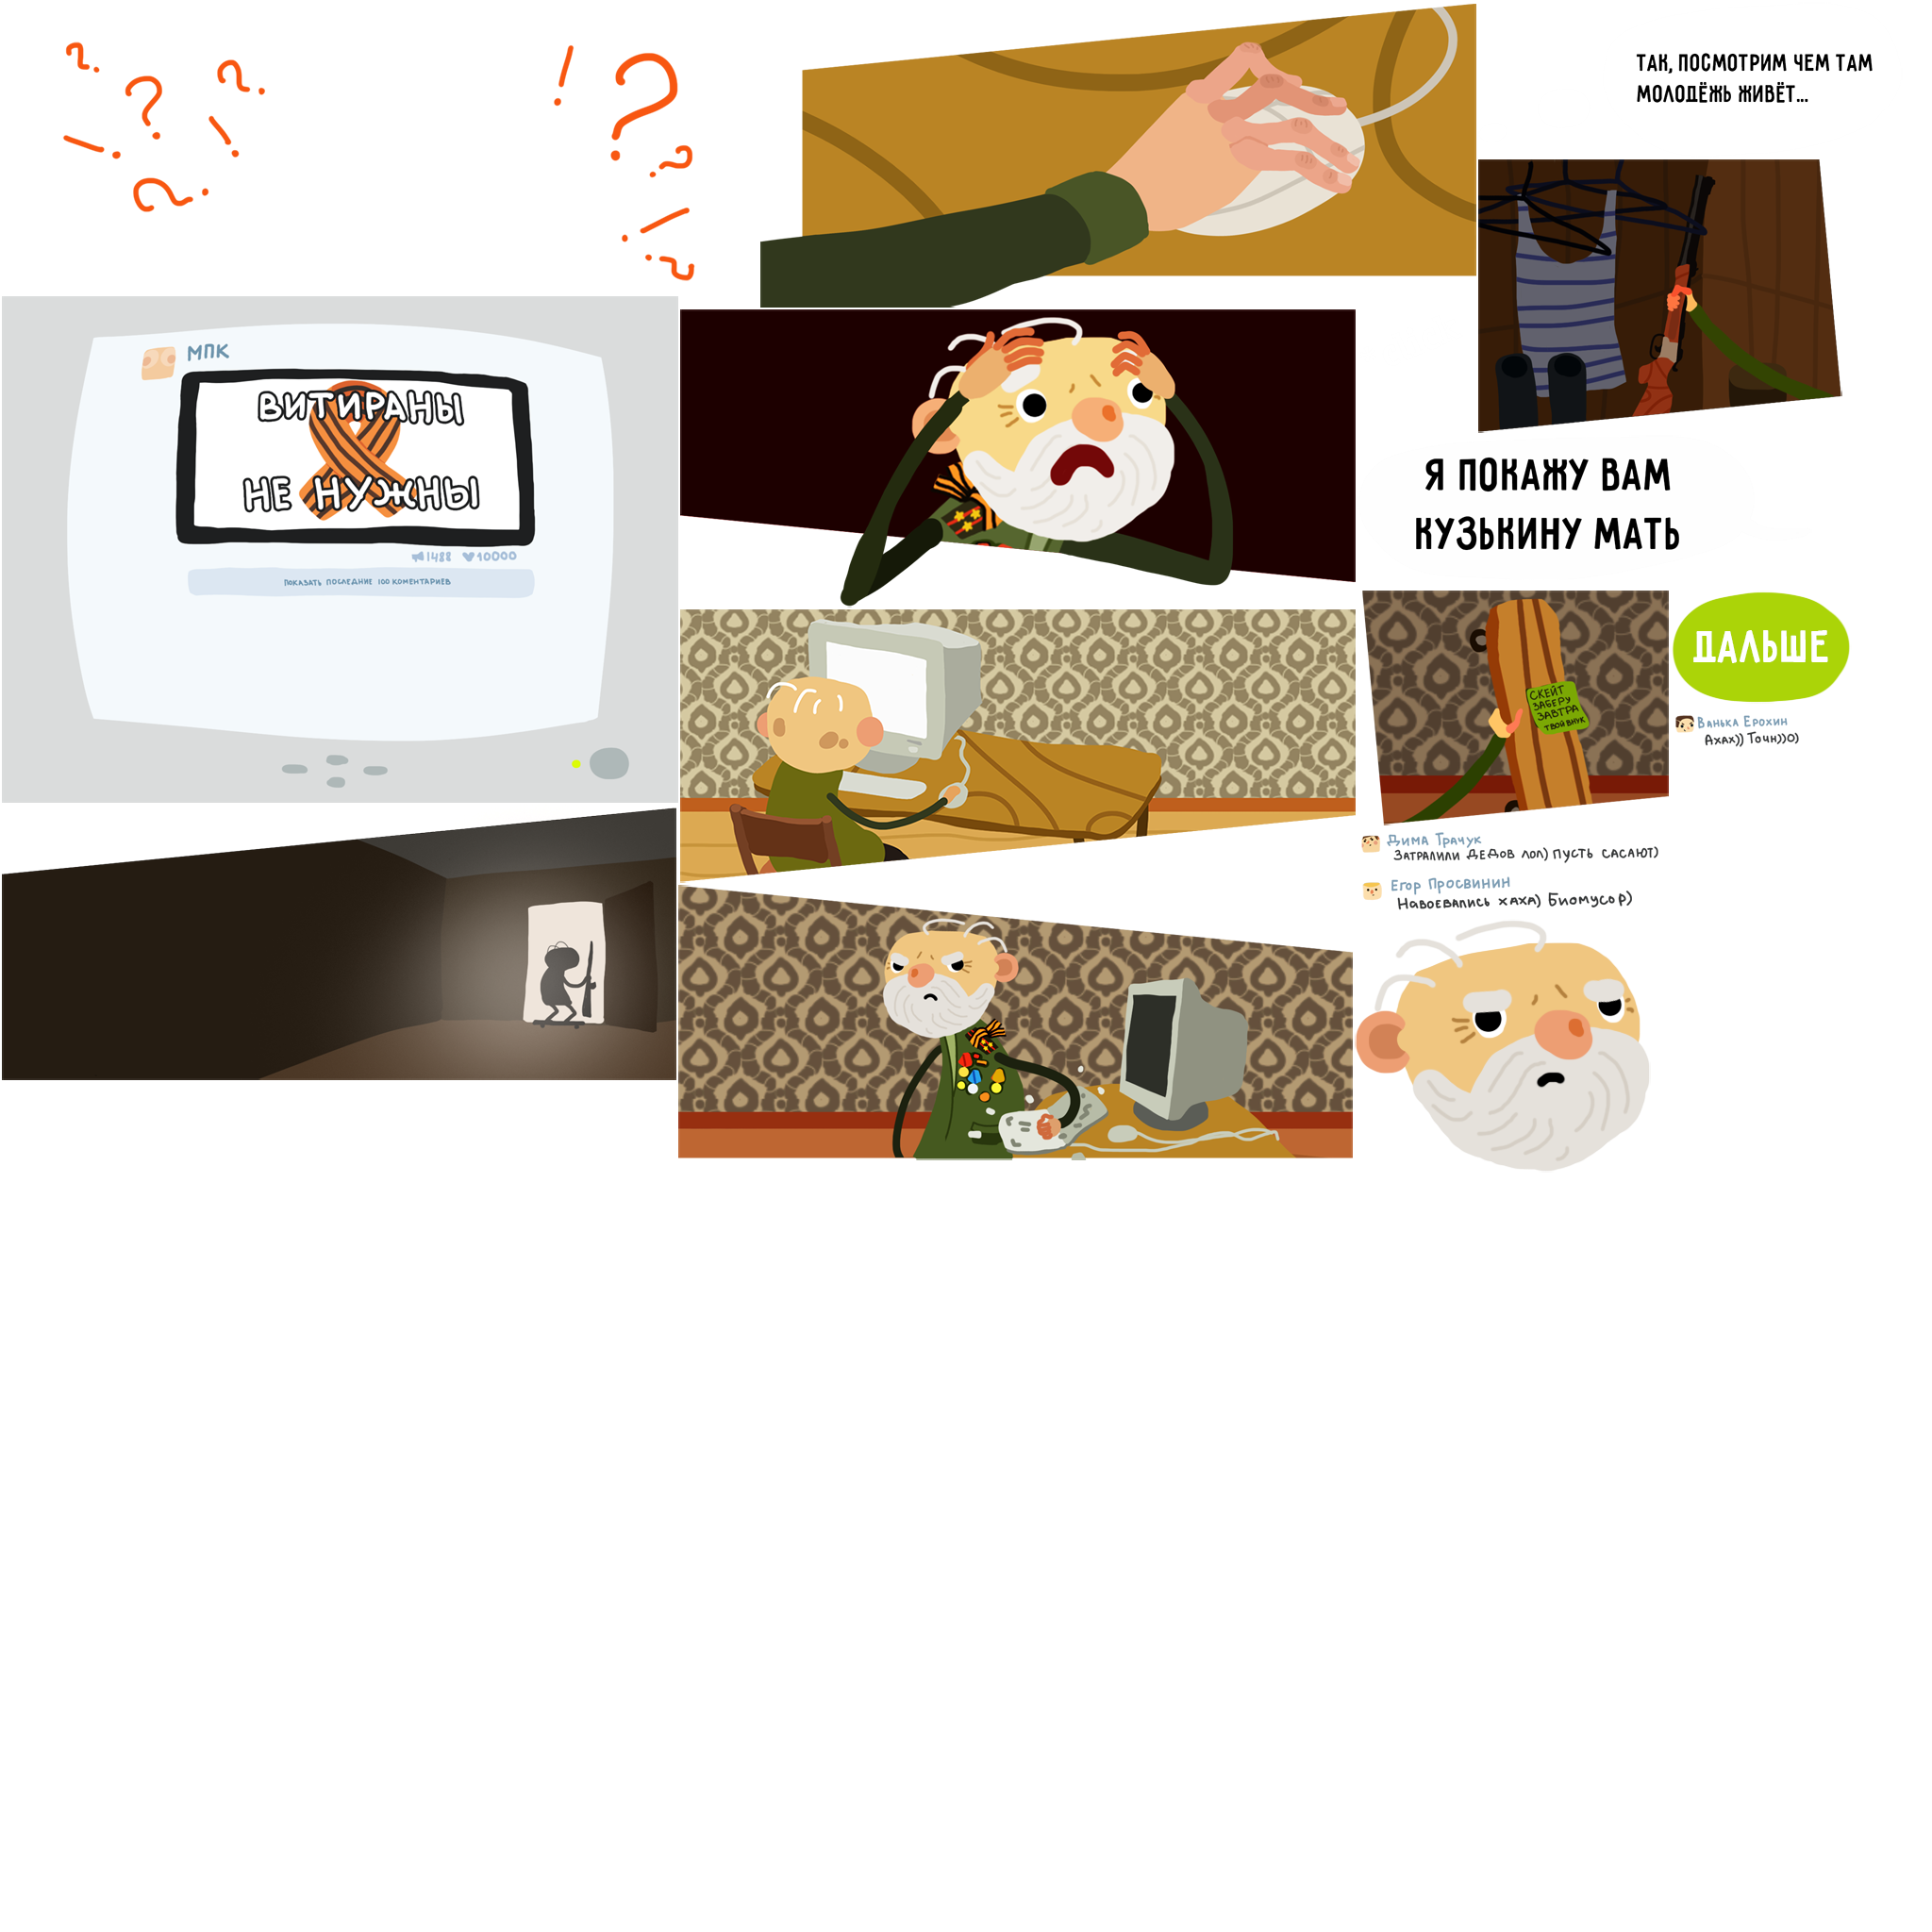 ТАК, ПОСМОТРИМ ЧЕМ ТАМ
МОЛОДЁЖЬ ЖИВЁТ...
МПК
ВИТИРАНЫ
НЕ НУЖНЫ
1488 10000
ПОКАЗАТЬ ПОСЛЕДНИЕ 100 КОМЕНТАРИЕВ
Я ПОКАЖУ ВАМ
КУЗЬКИНУ МАТЬ
СКЕЙТ
ЗАБЕРУ
ЗАВТРА
ТВОЙ ВНУК
ДАЛЬШЕ
Ванька Ерохин
Ахах)) Точн))0)
Дима Трачук
ЗАТРАЛИЛИ ДЕДОВ ЛОЛ) ПУСТЬ САСАЮТ)
Егор Просвинин
Навоевались хаха) Биомусор)